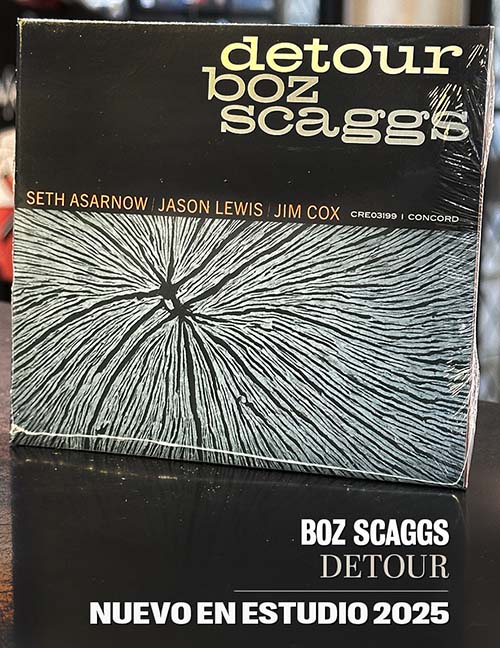 detour
boz
scaggs
SETH ASARNOW / JASON LEWIS / JIM COX CRE03199 | CONCORD
BOZ SCAGGS
DETOUR
NUEVO EN ESTUDIO 2025